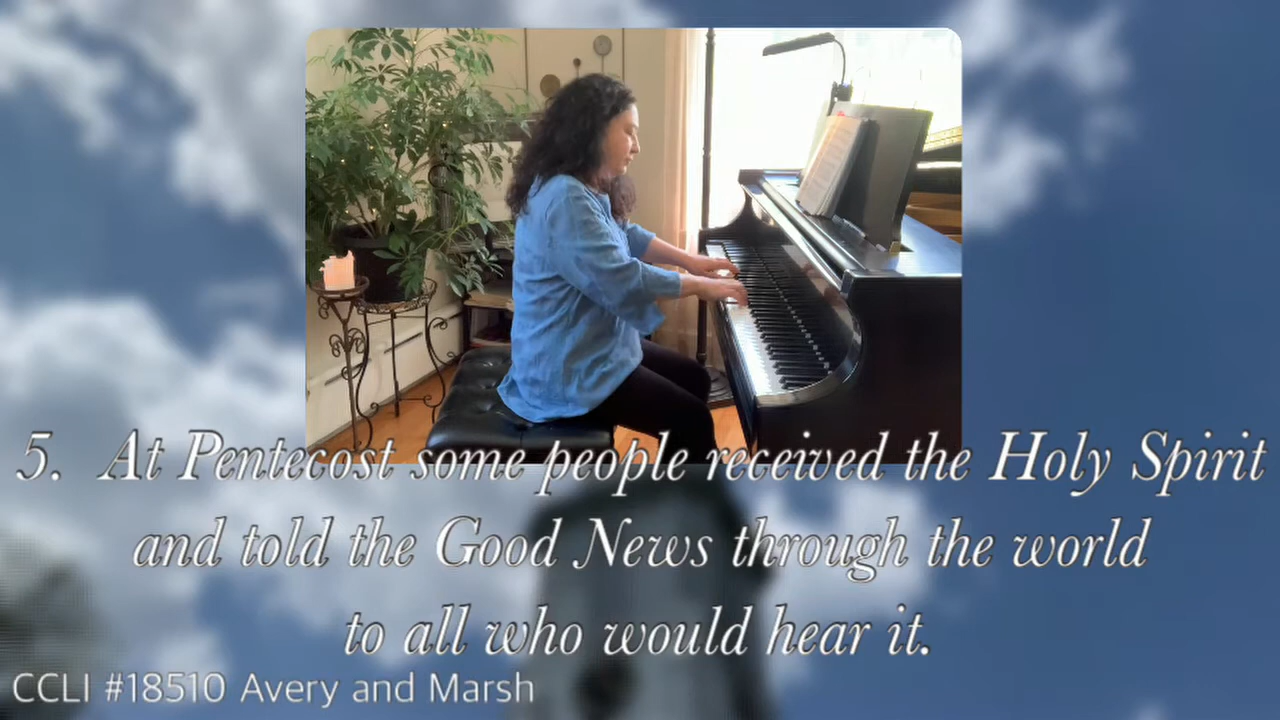 5. At Pentecost some people received the Holy Spirit
and told the Good News through the world
to all who would hear it.
CCLI #18510 Avery and Marsh